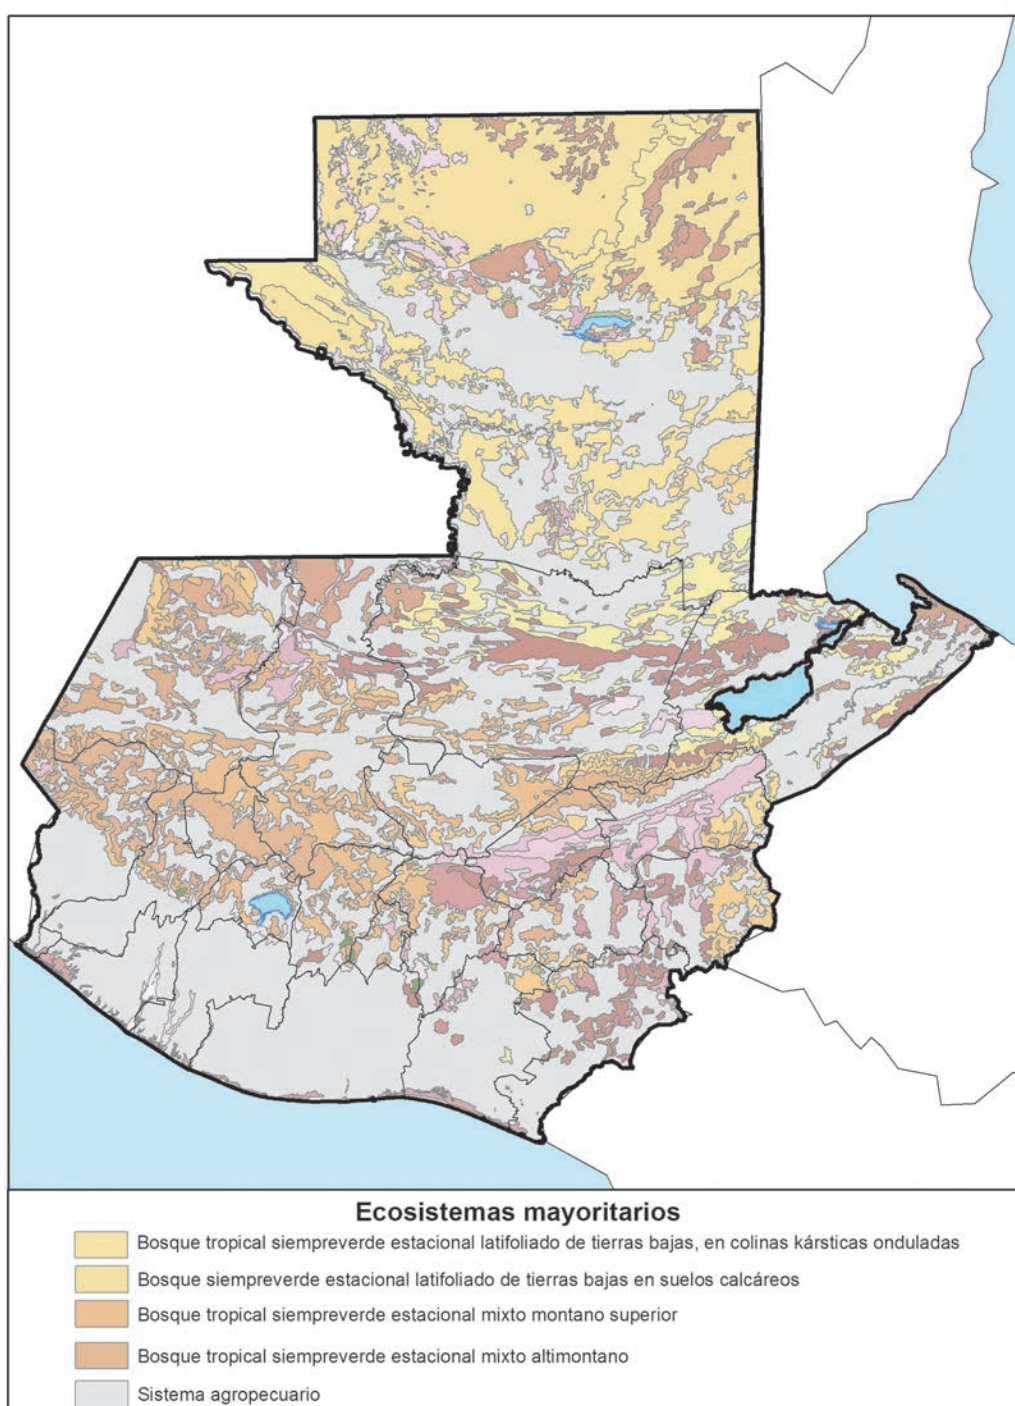 Ecosistemas mayoritarios
Bosque tropical siempreverde estacional latifoliado de tierras bajas, en colinas kársticas onduladas
Bosque siempreverde estacional latifoliado de tierras bajas en suelos calcáreos
Bosque tropical siempreverde estacional mixto montano superior
Bosque tropical siempreverde estacional mixto altimontano
Sistema agropecuario